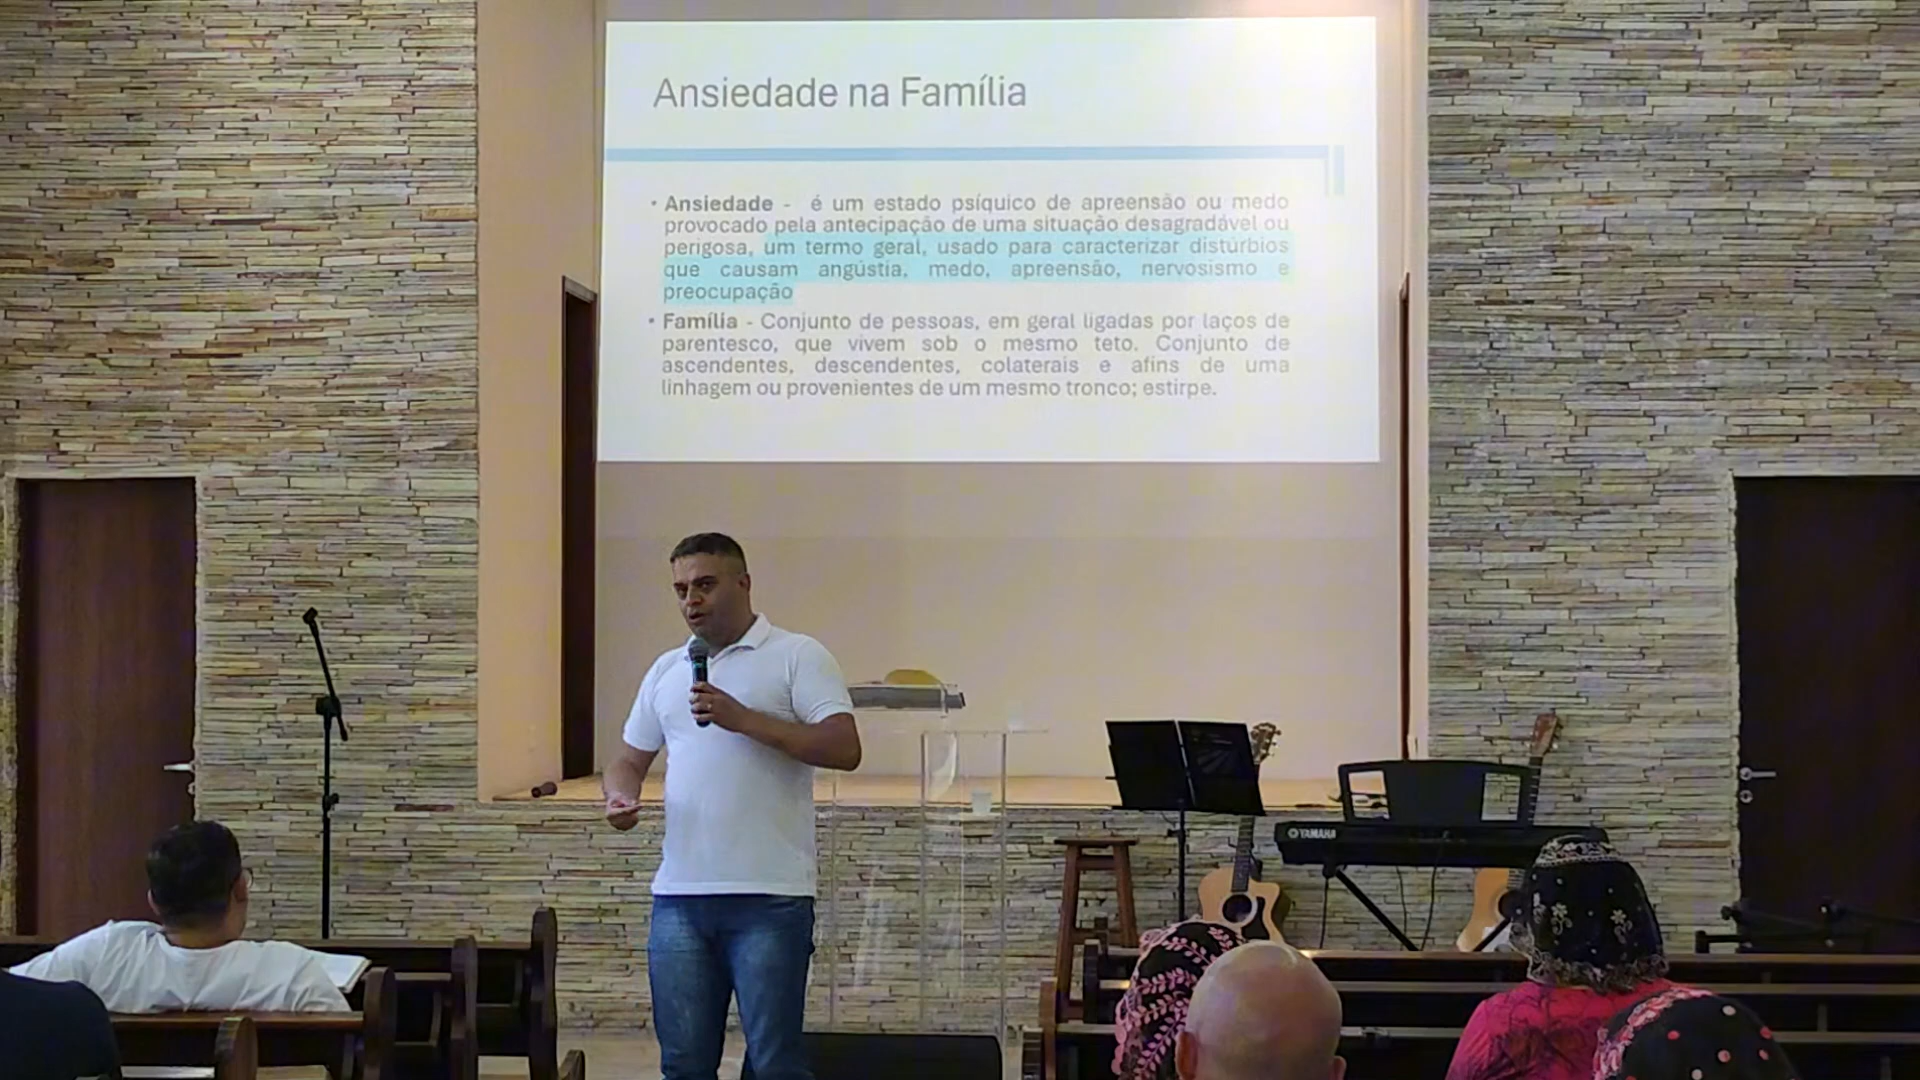 Ansiedade na Família
• Ansiedade - é um estado psíquico de apreensão ou medo
provocado pela antecipação de uma situação desagradável ou
perigosa, um termo geral, usado para caracterizar distúrbios
que causam angústia, medo, apreensão, nervosismo e
preocupação
• Família - Conjunto de pessoas, em geral ligadas por laços de
parentesco, que vivem sob o mesmo teto. Conjunto de
ascendentes, descendentes, colaterais e afins de uma
linhagem ou provenientes de um mesmo tronco; estirpe.
YAMAHA